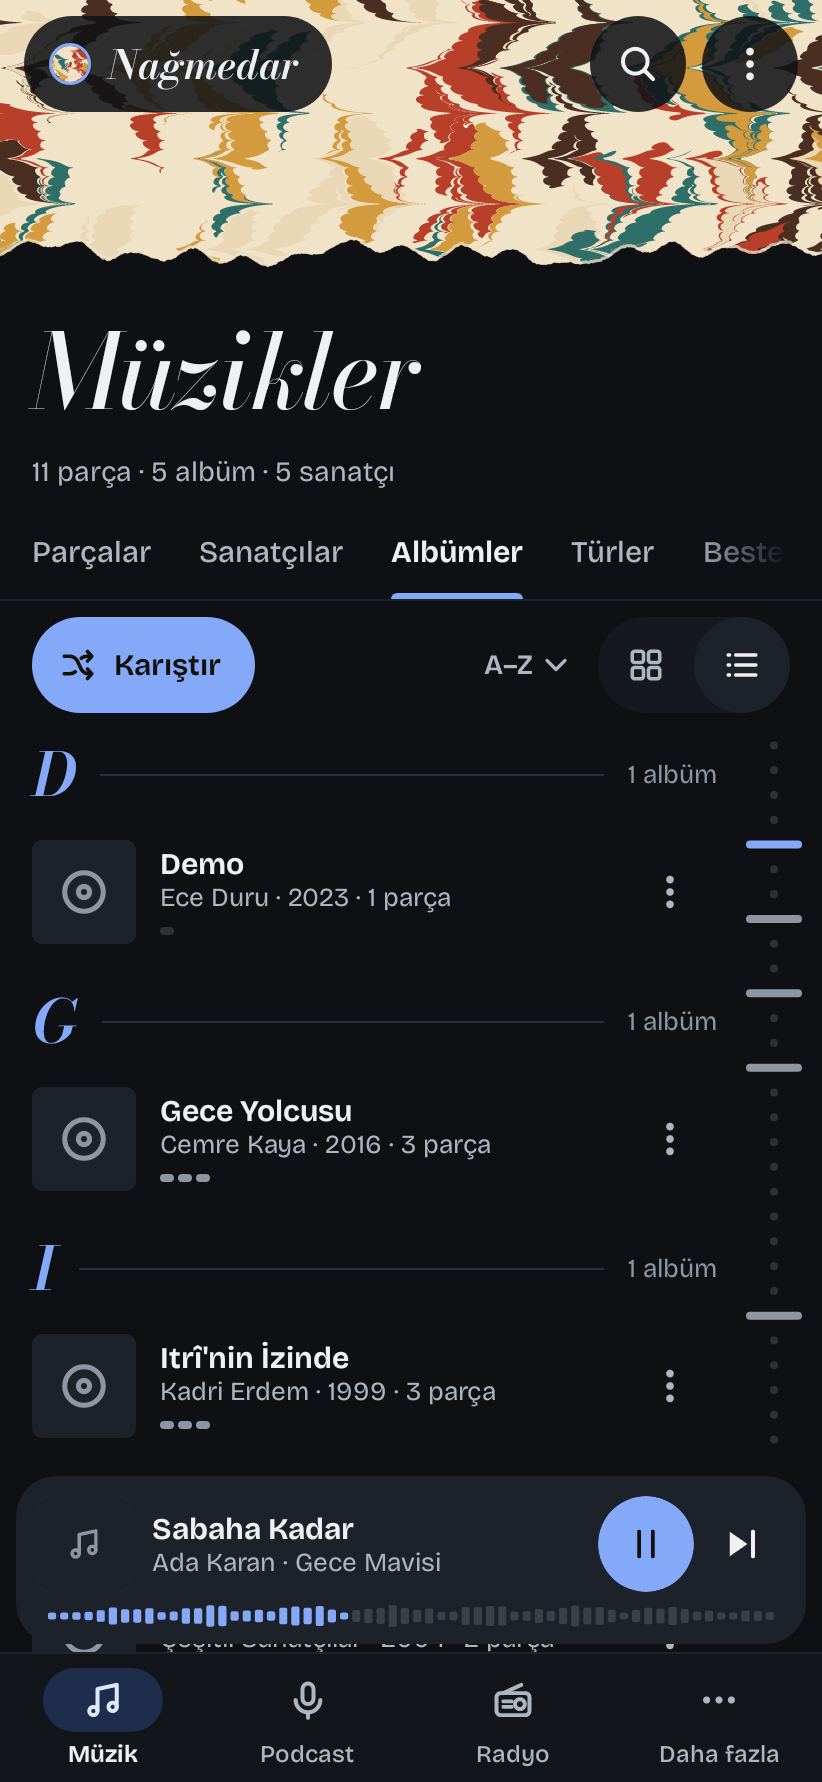 Nağmedar
Müzikler
11 parça · 5 albüm · 5 sanatçı
Parçalar Sanatçılar Albümler Türler Beste
Karıştır A–Z
D 1 albüm
Demo
Ece Duru · 2023 · 1 parça
G 1 albüm
Gece Yolcusu
Cemre Kaya · 2016 · 3 parça
I 1 albüm
Itrî'nin İzinde
Kadri Erdem · 1999 · 3 parça
Sabaha Kadar
Ada Karan · Gece Mavisi
Müzik Podcast Radyo Daha fazla